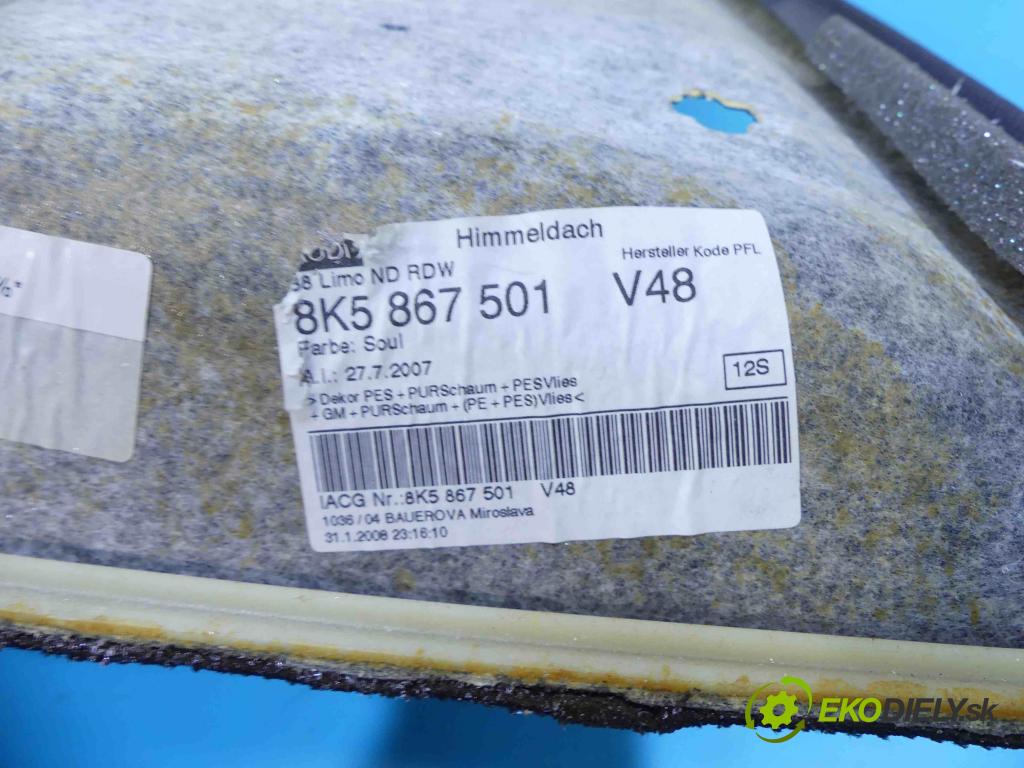 Himmeldach
Hersteller Kode PFL
Limo ND RDW
8K5 867 501 V48
Farbe: Soul
A.I.: 27.7.2007
12S
> Dekor PES + PURSchaum + PESVlies
+ GM + PURSchaum + (PE + PES)Vlies <
IACG Nr.:8K5 867 501 V48
1036 / 04 BAUEROVA Miroslava
31.1.2008 23:16:10
EKODIELY.sk